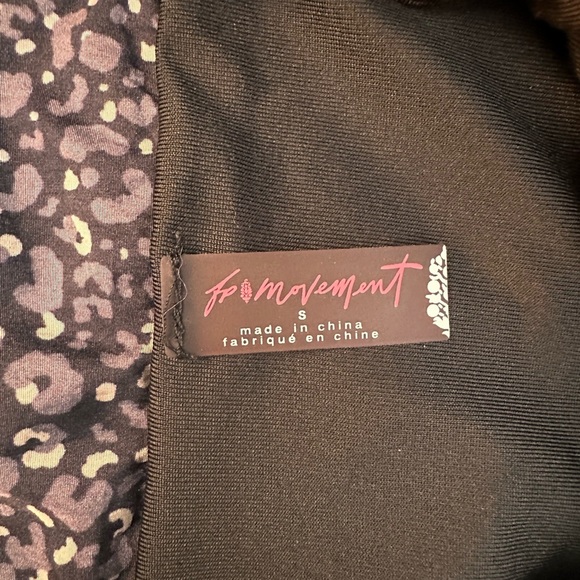 fp movement
S
made in china
fabriqué en chine